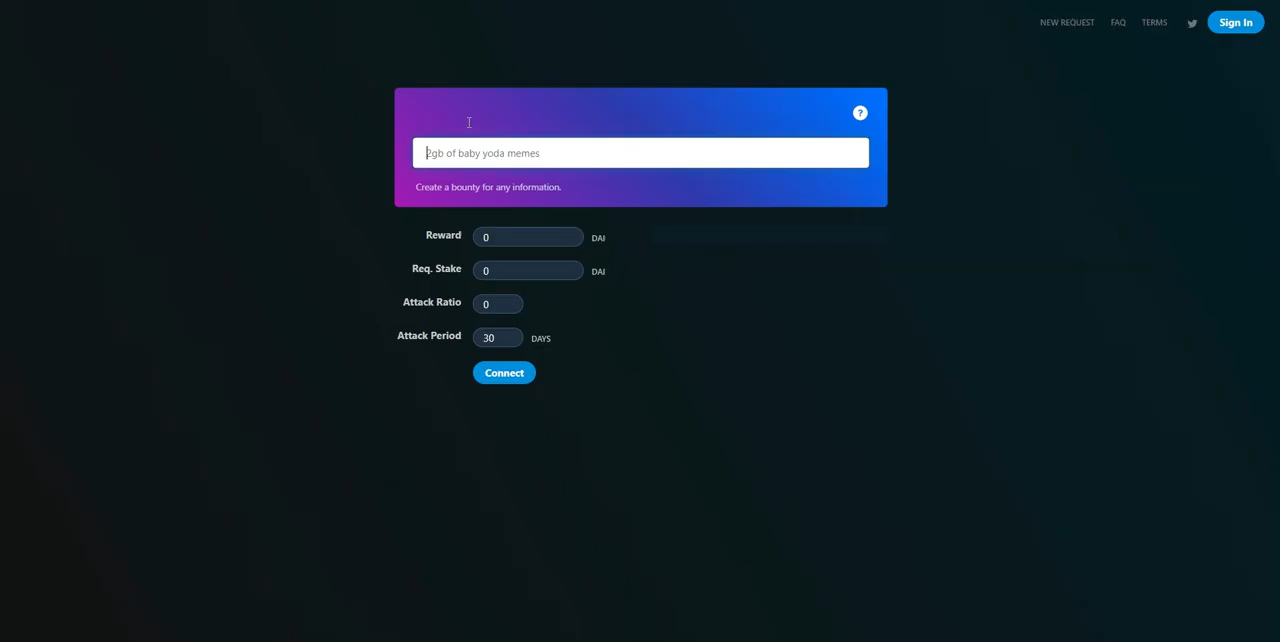 NEW REQUEST FAQ TERMS Sign In
?
2gb of baby yoda memes
Create a bounty for any information.
Reward 0 DAI
Req. Stake 0 DAI
Attack Ratio 0
Attack Period 30 DAYS
Connect